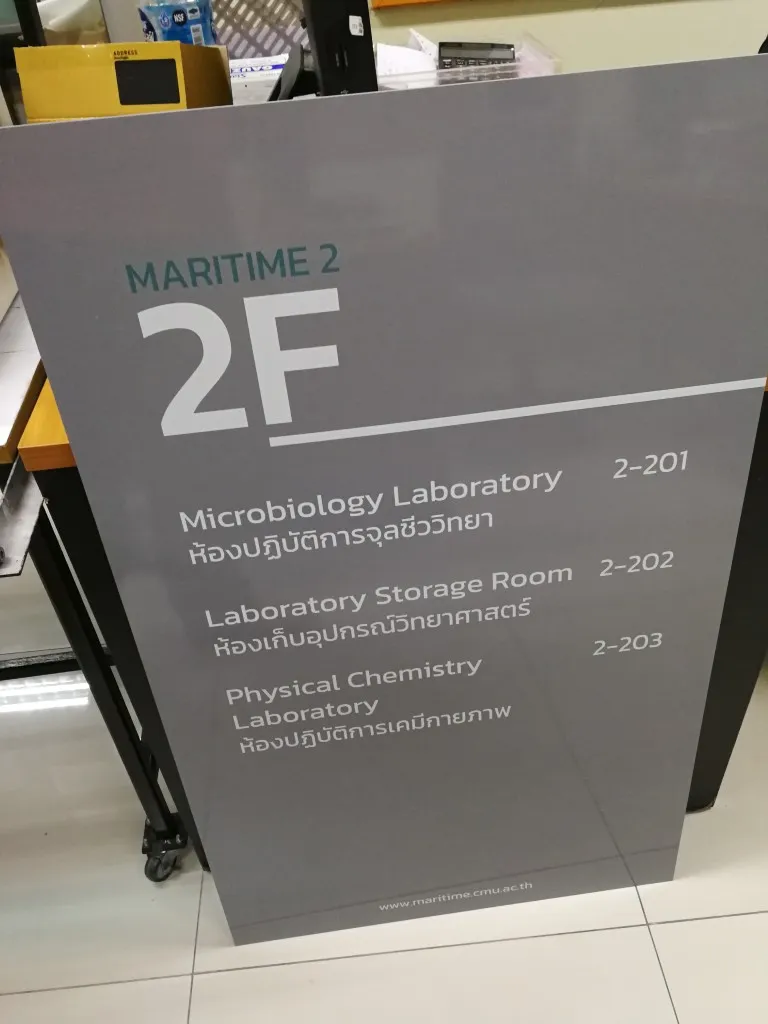 ADDRESS
NSF
GAUZE
MARITIME 2
2F
Microbiology Laboratory 2-201
ห้องปฏิบัติการจุลชีววิทยา
Laboratory Storage Room 2-202
ห้องเก็บอุปกรณ์วิทยาศาสตร์
Physical Chemistry 2-203
Laboratory
ห้องปฏิบัติการเคมีกายภาพ
www.maritime.cmu.ac.th